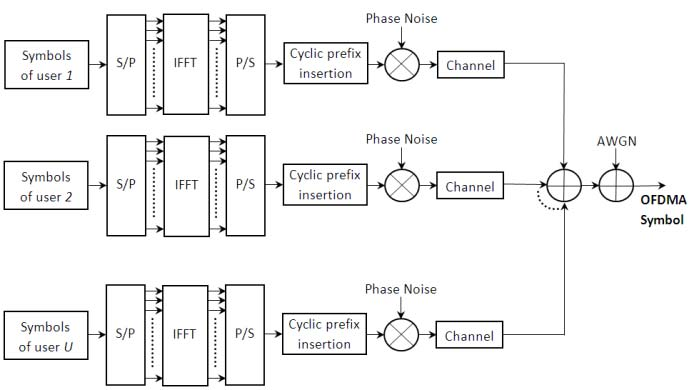 Phase Noise
Symbols
of user 1
S/P
IFFT
P/S
Cyclic prefix
insertion
Channel
Phase Noise
AWGN
Symbols
of user 2
S/P
IFFT
P/S
Cyclic prefix
insertion
Channel
OFDMA
Symbol
Phase Noise
Symbols
of user U
S/P
IFFT
P/S
Cyclic prefix
insertion
Channel